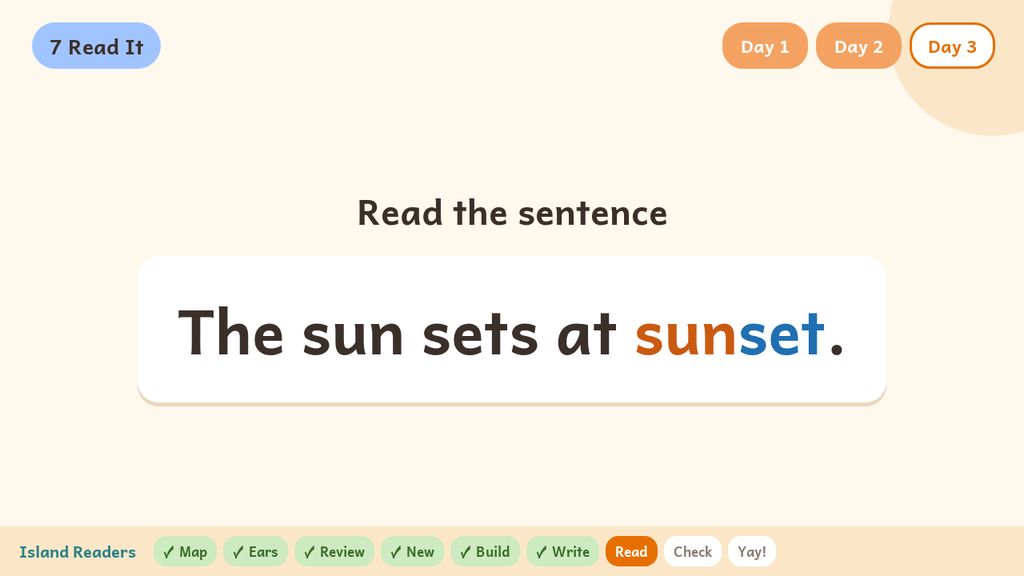 7 Read It
Day 1 Day 2 Day 3
Read the sentence
The sun sets at sunset.
Island Readers ✓ Map ✓ Ears ✓ Review ✓ New ✓ Build ✓ Write Read Check Yay!